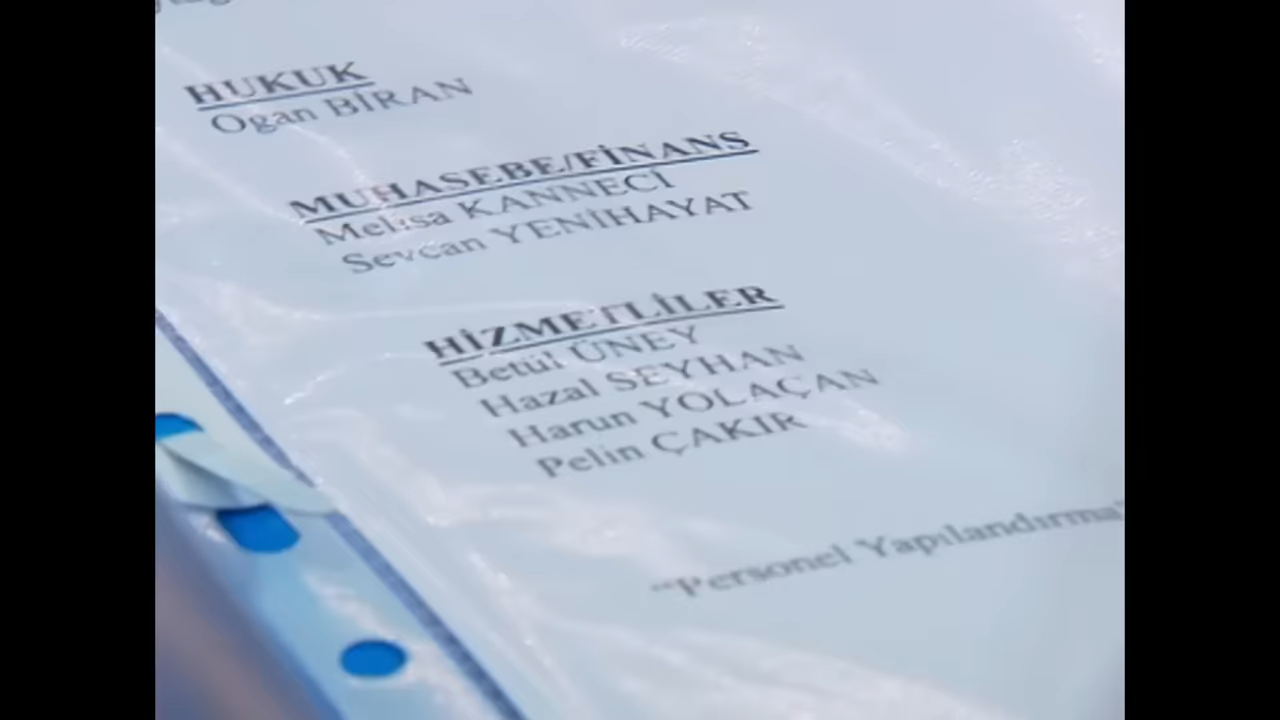 HUKUK
Ogan BİRAN
MUHASEBE/FİNANS
Melisa KANNECİ
Sevcan YENİHAYAT
HİZMETLİLER
Betül ÜNEY
Hazal SEYHAN
Harun YOLAÇAN
Pelin ÇAKIR
"Personel Yapılandırma"